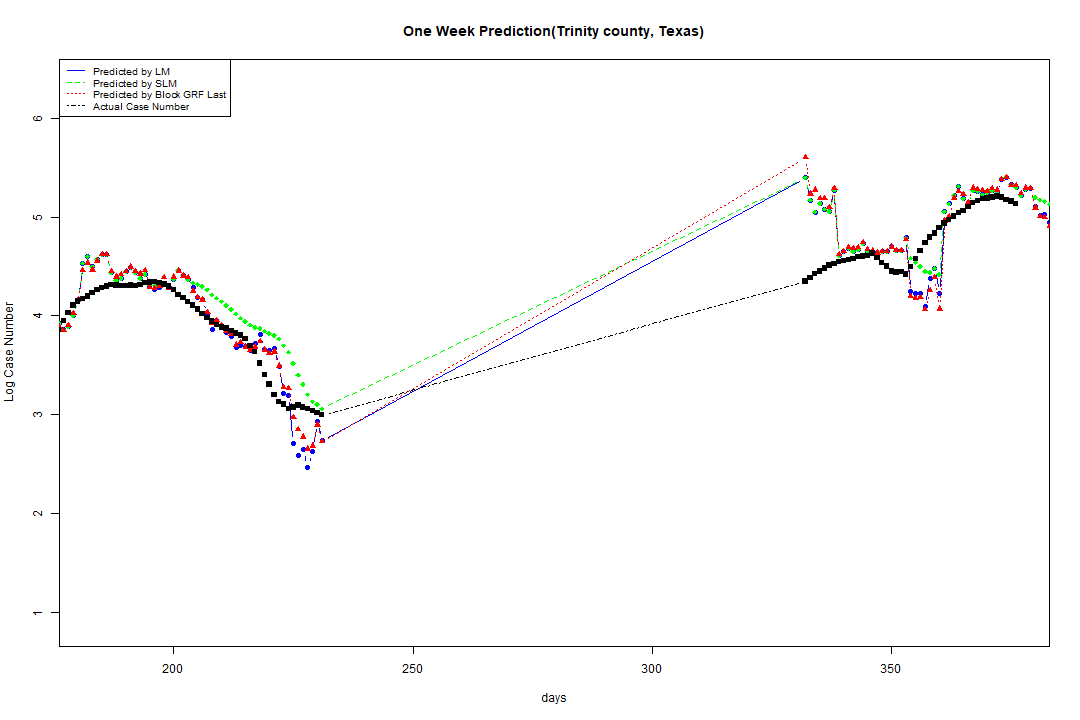 One Week Prediction(Trinity county, Texas)
Predicted by LM
Predicted by SLM
Predicted by Block GRF Last
Actual Case Number
Log Case Number
6
5
4
3
2
1
200 250 300 350
days